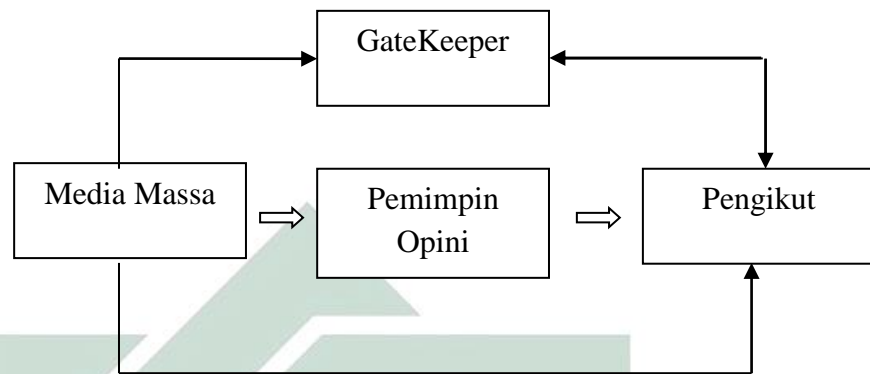 GateKeeper
Media Massa
Pemimpin
Opini
Pengikut